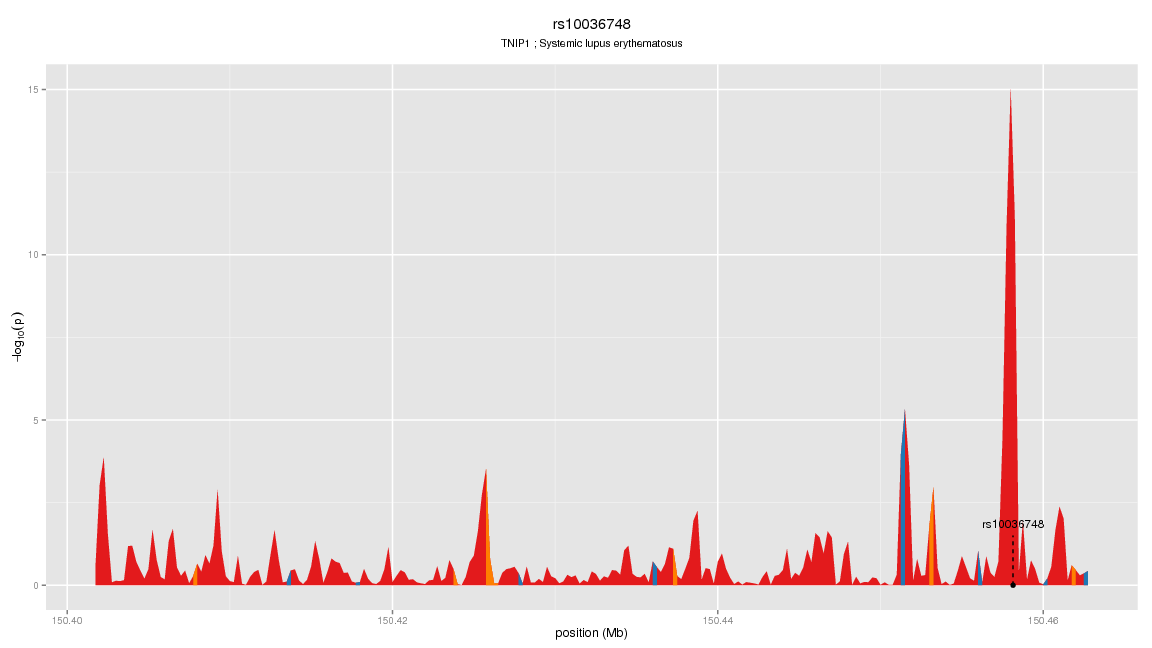 rs10036748
TNIP1 ; Systemic lupus erythematosus
15
10
5
0
−log10(p)
rs10036748
150.40 150.42 150.44 150.46
position (Mb)